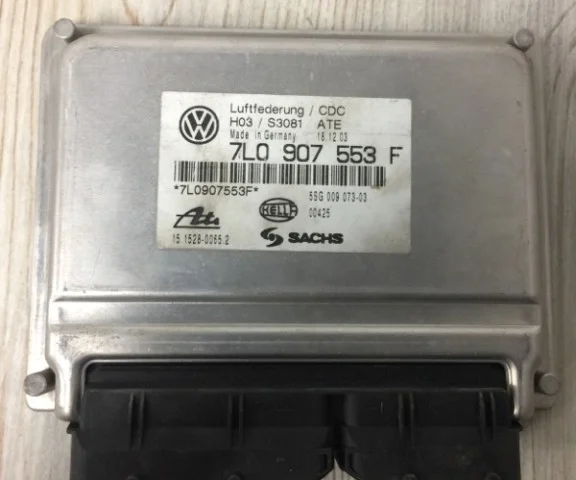 Luftfederung / CDC
H03 / S3081 ATE
Made in Germany 16.12.03
7L0 907 553 F
*7L0907553F*
5SG 009 073-03
HELLA
00425
Ate
SACHS
15.1528-0065.2